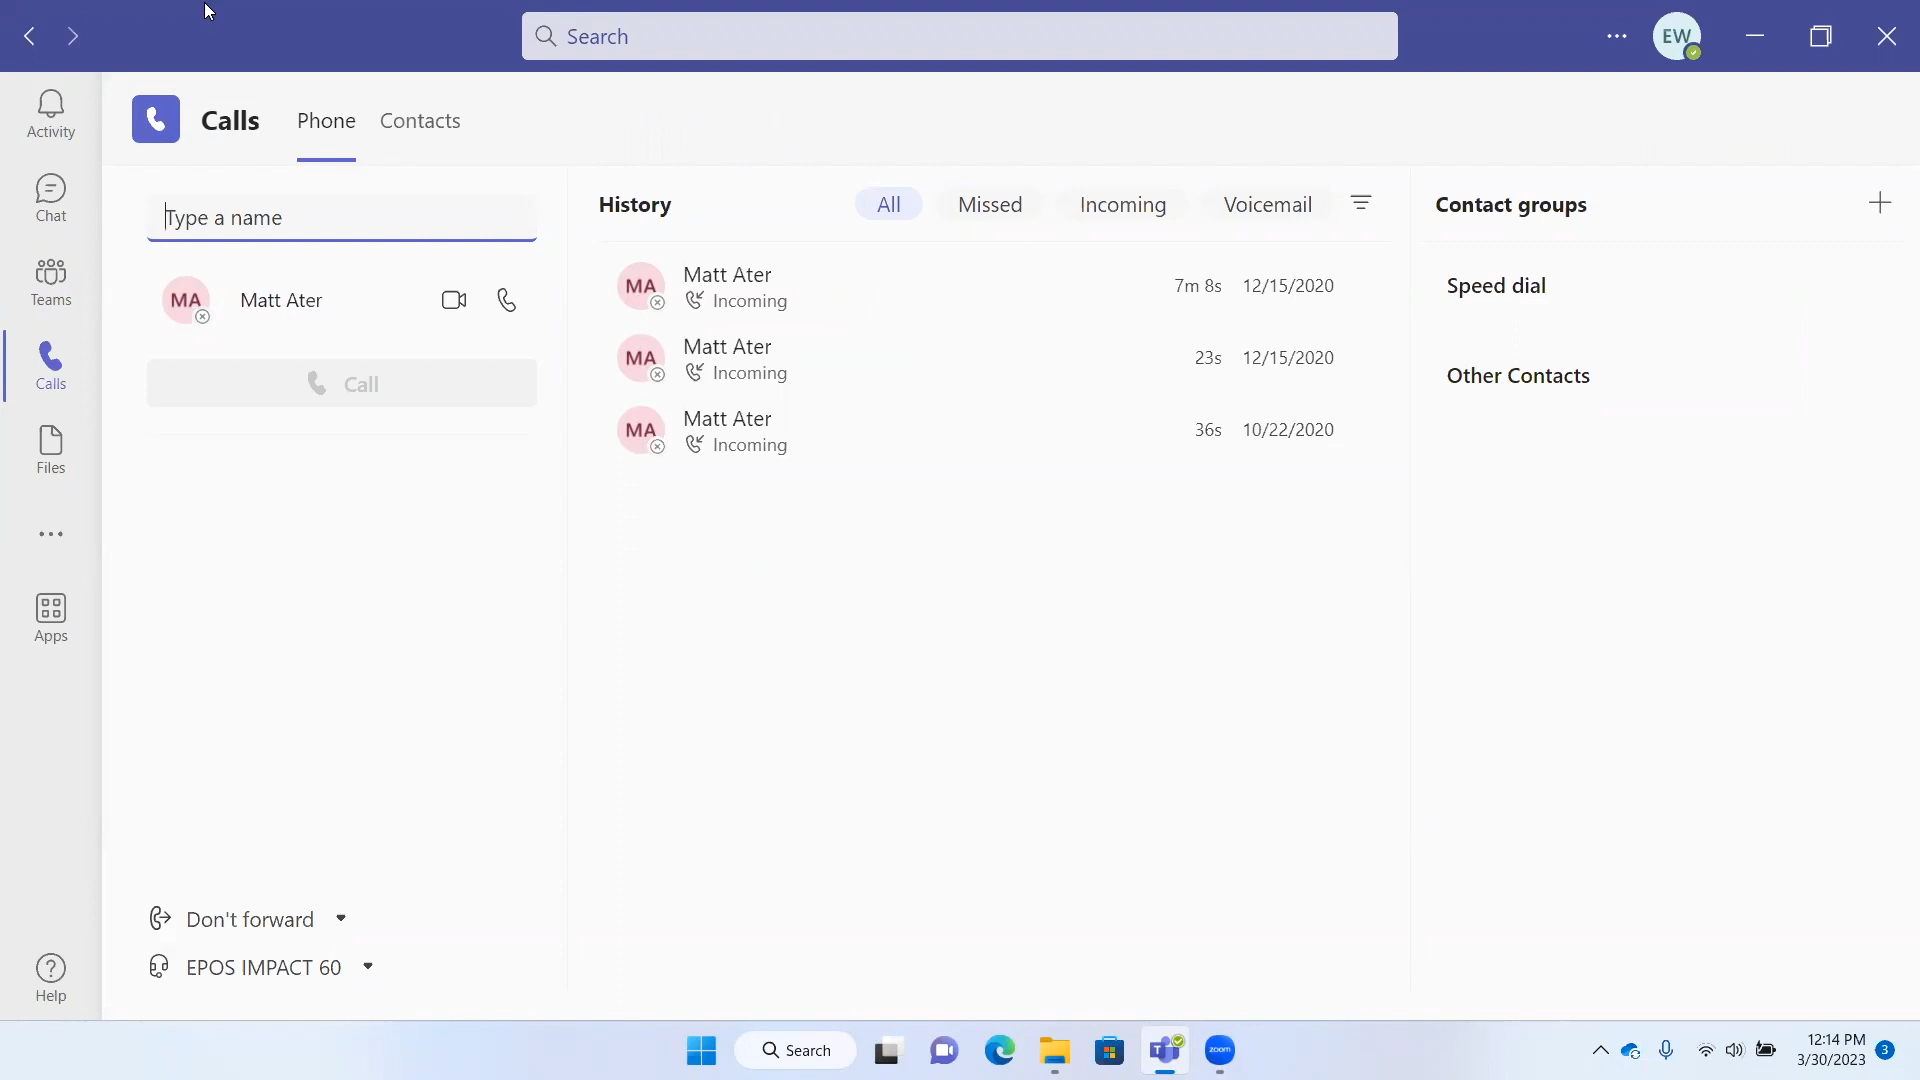 Search
EW
Activity
Chat
Teams
Calls
Files
Apps
Help
Calls
Phone
Contacts
Type a name
MA
Matt Ater
Call
Don't forward
EPOS IMPACT 60
History
All
Missed
Incoming
Voicemail
MA
Matt Ater
Incoming
7m 8s 12/15/2020
MA
Matt Ater
Incoming
23s 12/15/2020
MA
Matt Ater
Incoming
36s 10/22/2020
Contact groups
Speed dial
Other Contacts
Search
T
zoom
12:14 PM
3/30/2023
3